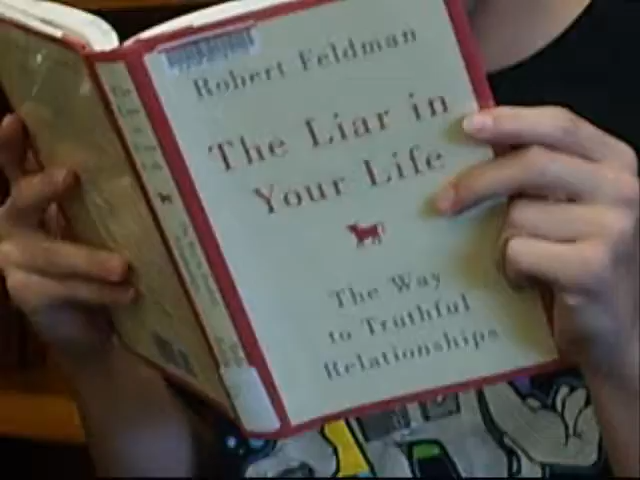 Robert Feldman
The Liar in
Your Life
The Way
to Truthful
Relationships